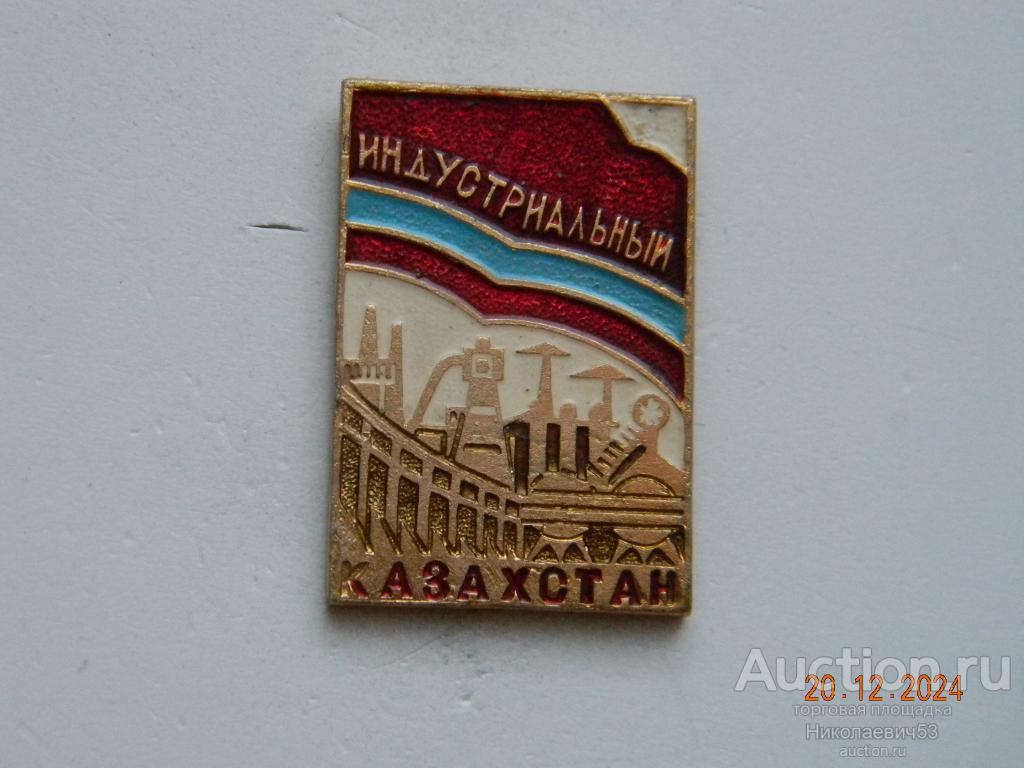 ИНДУСТРИАЛЬНЫЙ
КАЗАХСТАН
Auction.ru
20.12.2024
торговая площадка
Николаевич53
auction.ru